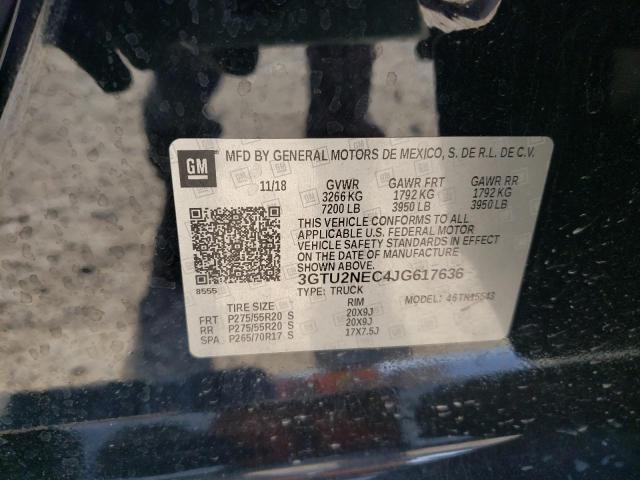 GM MFD BY GENERAL MOTORS DE MEXICO, S. DE R.L. DE C.V.
11/18 GVWR GAWR FRT GAWR RR
3266 KG 1792 KG 1792 KG
7200 LB 3950 LB 3950 LB
THIS VEHICLE CONFORMS TO ALL
APPLICABLE U.S. FEDERAL MOTOR
VEHICLE SAFETY STANDARDS IN EFFECT
ON THE DATE OF MANUFACTURE
SHOWN ABOVE.
3GTU2NEC4JG617636
8555 TYPE: TRUCK
TIRE SIZE RIM MODEL:
FRT P275/55R20 S 20X9J
RR P275/55R20 S 20X9J
SPA P265/70R17 S 17X7.5J